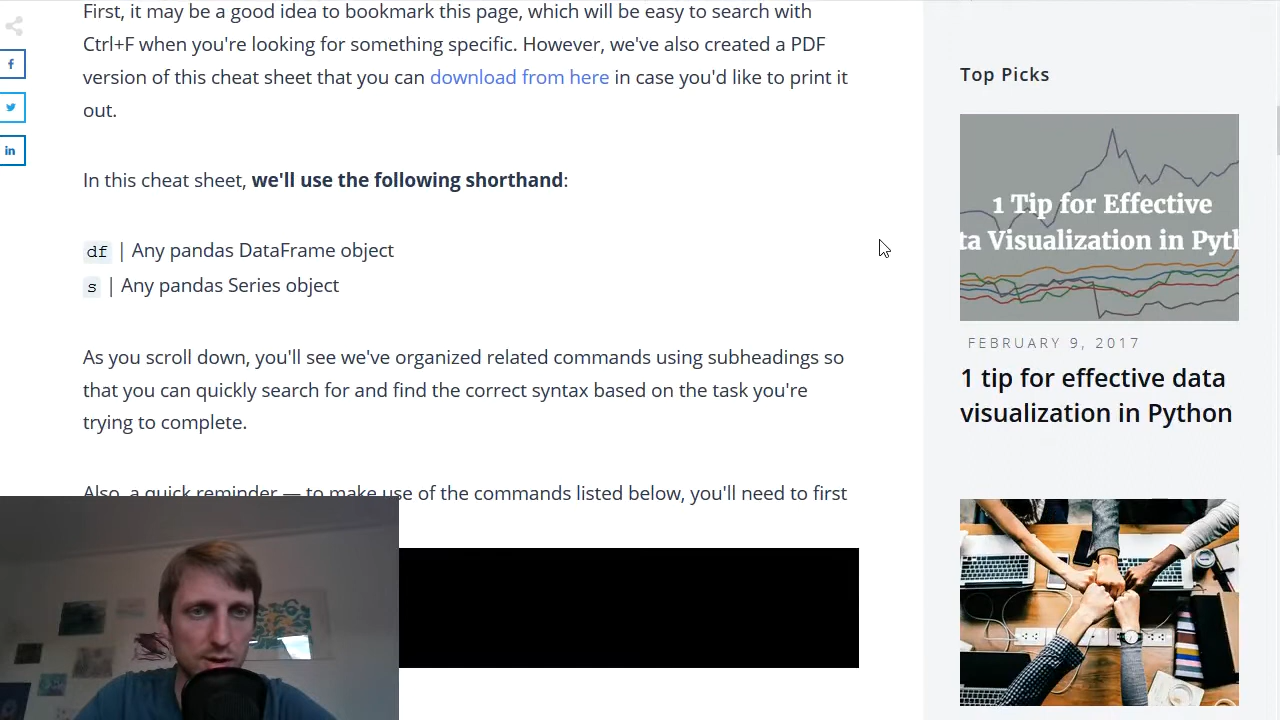 First, it may be a good idea to bookmark this page, which will be easy to search with
Ctrl+F when you're looking for something specific. However, we've also created a PDF
version of this cheat sheet that you can download from here in case you'd like to print it
out.
In this cheat sheet, we'll use the following shorthand:
df | Any pandas DataFrame object
s | Any pandas Series object
As you scroll down, you'll see we've organized related commands using subheadings so
that you can quickly search for and find the correct syntax based on the task you're
trying to complete.
Also, a quick reminder — to make use of the commands listed below, you'll need to first
f
in
Top Picks
1 Tip for Effective
ta Visualization in Pyth
FEBRUARY 9, 2017
1 tip for effective data
visualization in Python